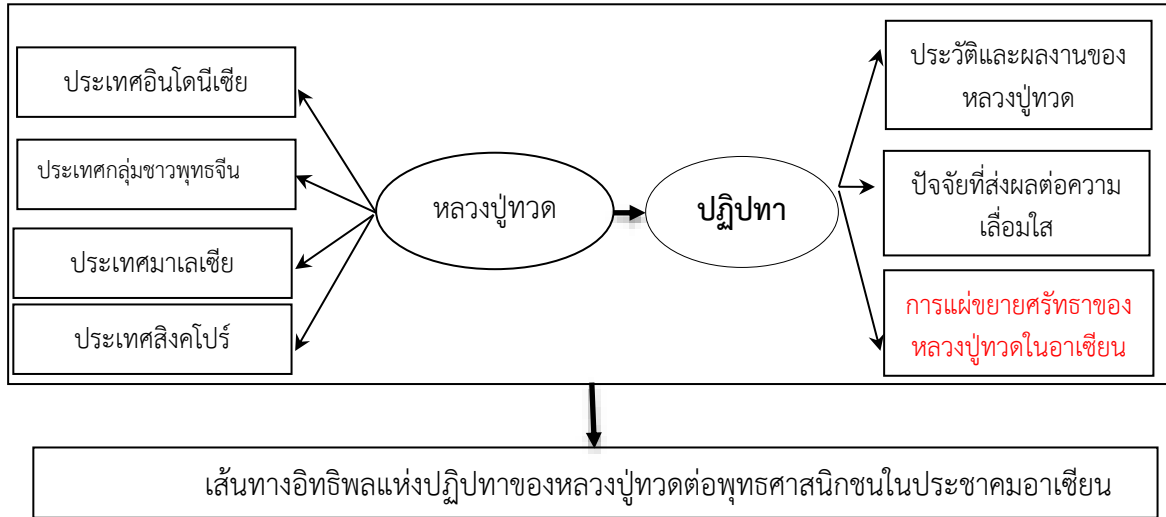 ประเทศอินโดนีเซีย
ประเทศกลุ่มชาวพุทธจีน
ประเทศมาเลเซีย
ประเทศสิงคโปร์
หลวงปู่ทวด
ปฏิปทา
ประวัติและผลงานของ
หลวงปู่ทวด
ปัจจัยที่ส่งผลต่อความ
เลื่อมใส
การแผ่ขยายศรัทธาของ
หลวงปู่ทวดในอาเซียน
เส้นทางอิทธิพลแห่งปฏิปทาของหลวงปู่ทวดต่อพุทธศาสนิกชนในประชาคมอาเซียน